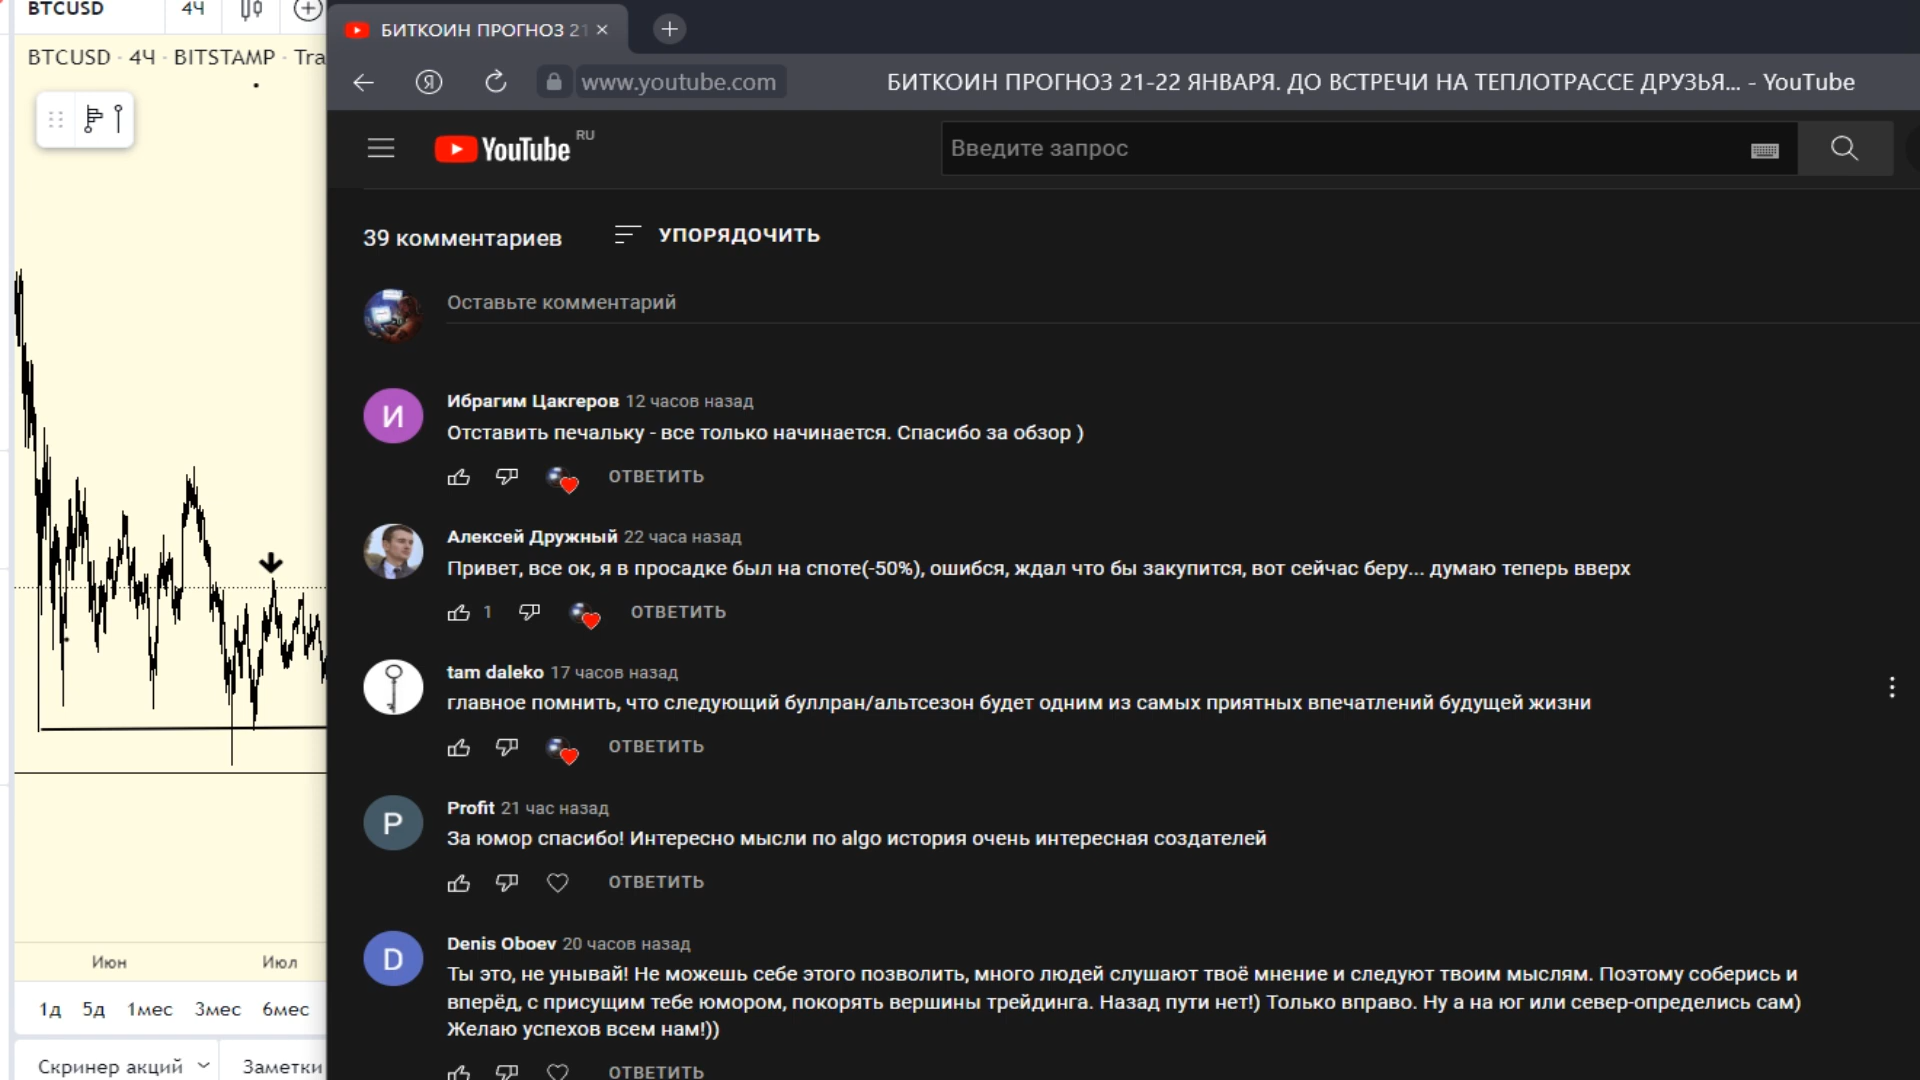 BTCUSD
4Ч
BTCUSD · 4Ч · BITSTAMP · Tra
Июн
Июл
1д 5д 1мес 3мес 6мес
Скринер акций
Заметки
БИТКОИН ПРОГНОЗ 21
www.youtube.com
БИТКОИН ПРОГНОЗ 21-22 ЯНВАРЯ. ДО ВСТРЕЧИ НА ТЕПЛОТРАССЕ ДРУЗЬЯ... - YouTube
YouTube RU
Введите запрос
39 комментариев
УПОРЯДОЧИТЬ
Оставьте комментарий
И
Ибрагим Цакгеров 12 часов назад
Отставить печальку - все только начинается. Спасибо за обзор )
ОТВЕТИТЬ
Алексей Дружный 22 часа назад
Привет, все ок, я в просадке был на споте(-50%), ошибся, ждал что бы закупится, вот сейчас беру... думаю теперь вверх
1 ОТВЕТИТЬ
tam daleko 17 часов назад
главное помнить, что следующий буллран/альтсезон будет одним из самых приятных впечатлений будущей жизни
ОТВЕТИТЬ
P
Profit 21 час назад
За юмор спасибо! Интересно мысли по algo история очень интересная создателей
ОТВЕТИТЬ
D
Denis Oboev 20 часов назад
Ты это, не унывай! Не можешь себе этого позволить, много людей слушают твоё мнение и следуют твоим мыслям. Поэтому соберись и
вперёд, с присущим тебе юмором, покорять вершины трейдинга. Назад пути нет!) Только вправо. Ну а на юг или север-определись сам)
Желаю успехов всем нам!))
ОТВЕТИТЬ